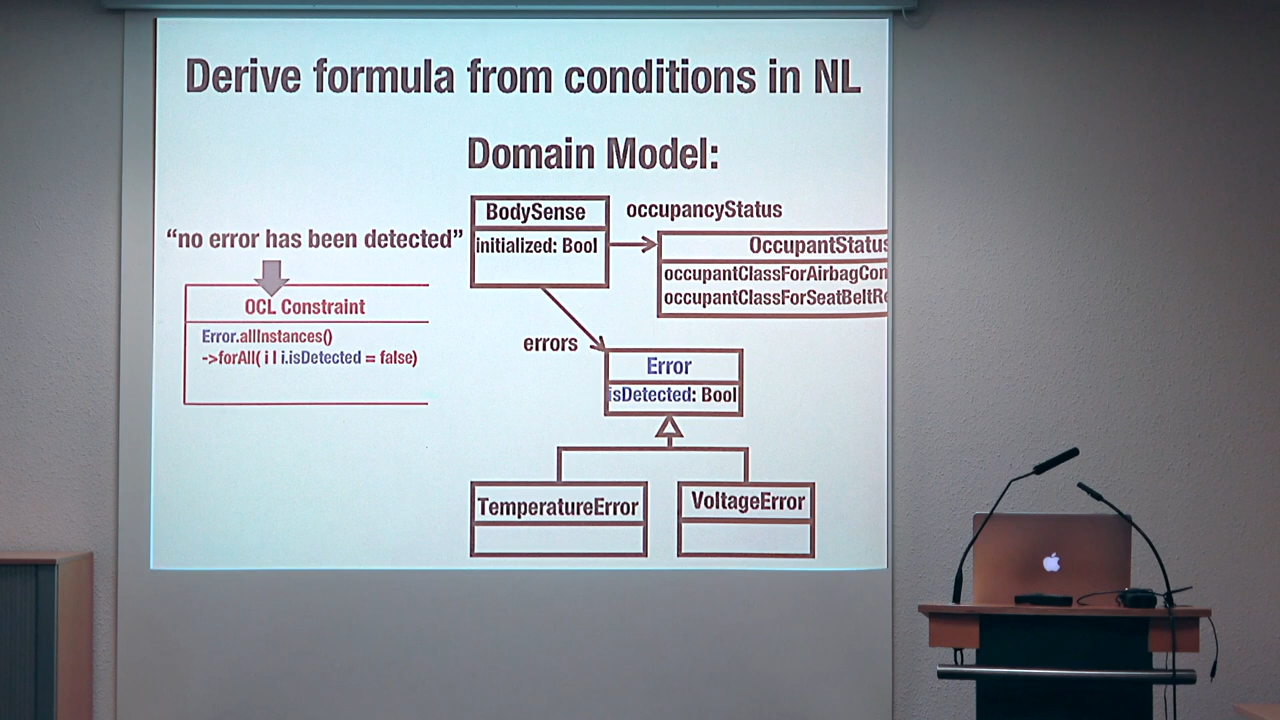 Derive formula from conditions in NL
Domain Model:
BodySense
initialized: Bool
occupancyStatus
OccupantStatus
occupantClassForAirbagCon
occupantClassForSeatBeltRe
“no error has been detected”
OCL Constraint
Error.allInstances()
->forAll( i | i.isDetected = false)
errors
Error
isDetected: Bool
TemperatureError
VoltageError